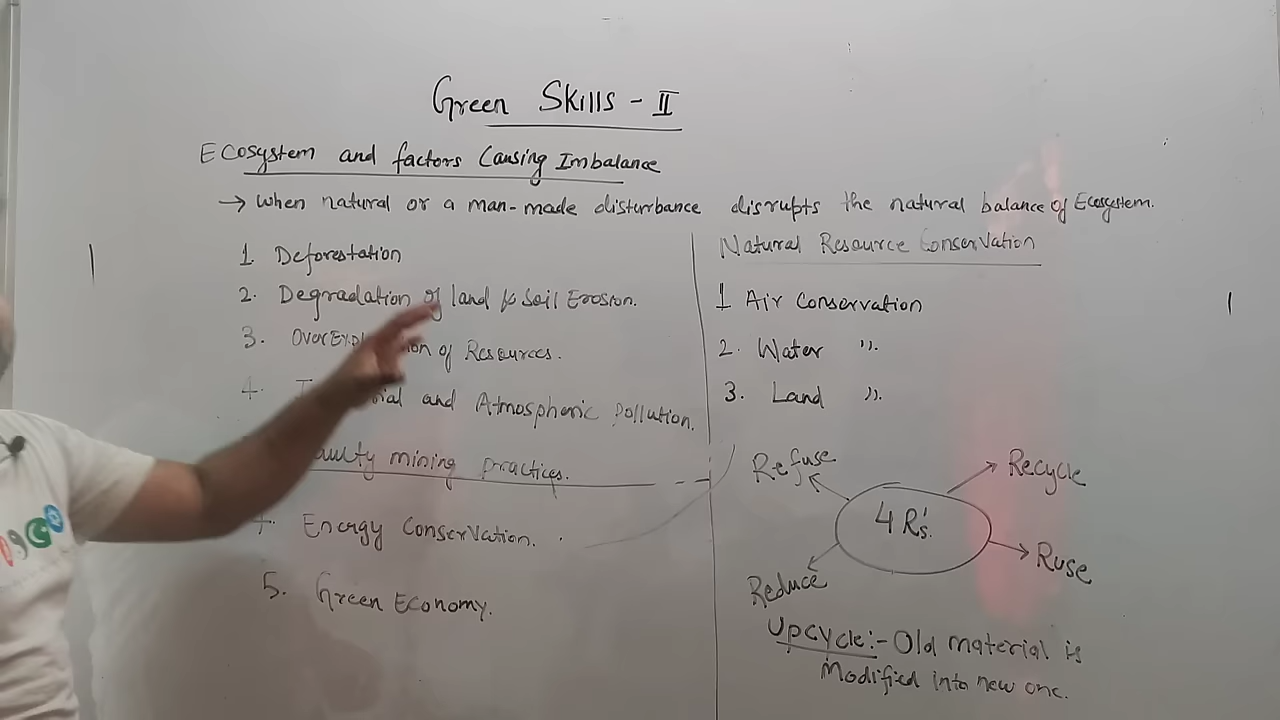 Green Skills - II
Ecosystem and factors Causing Imbalance
→ when natural or a man-made disturbance disrupts the natural balance of Ecosystem.
1. Deforestation
2. Degradation of land & Soil Erosion.
3. of Resources.
4. and Atmospheric Pollution.
mining practices.
Energy Conservation.
5. Green Economy.
Natural Resource Conservation
1 Air Conservation
2. Water ".
3. Land ".
Refuse
Recycle
4 R's.
Reduce
Ruse
Upcycle:- Old material is
Modified into new one.